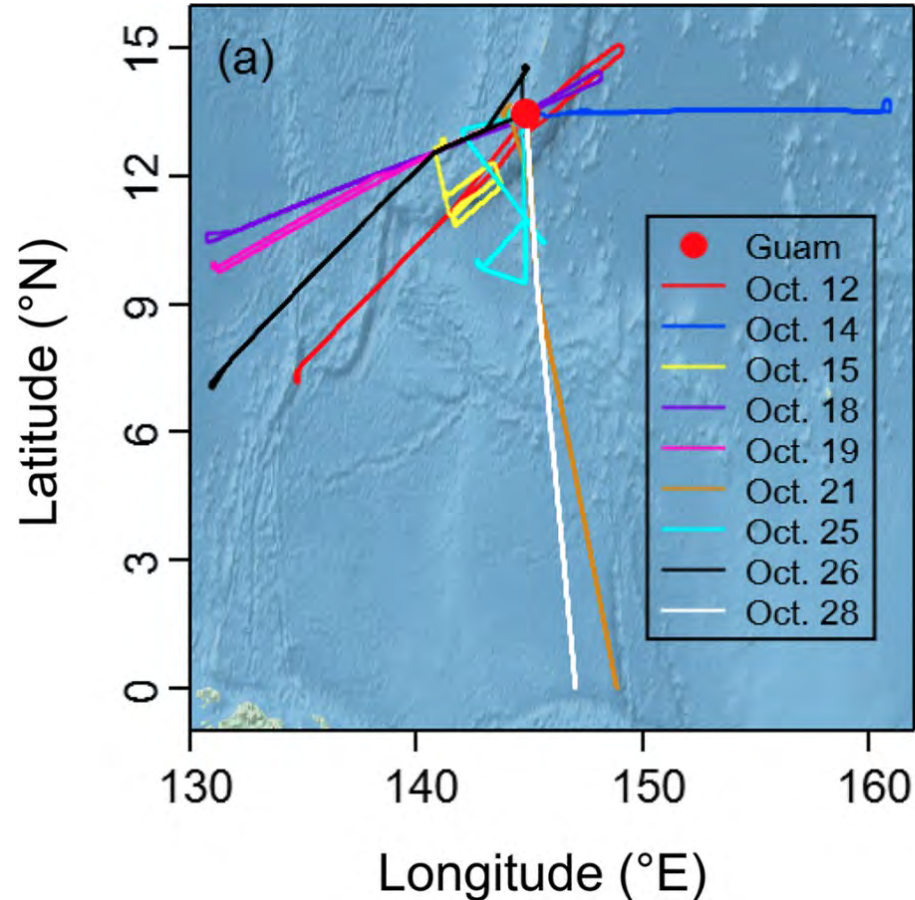 (a)
Latitude (°N)
15
12
9
6
3
0
Guam
Oct. 12
Oct. 14
Oct. 15
Oct. 18
Oct. 19
Oct. 21
Oct. 25
Oct. 26
Oct. 28
130 140 150 160
Longitude (°E)